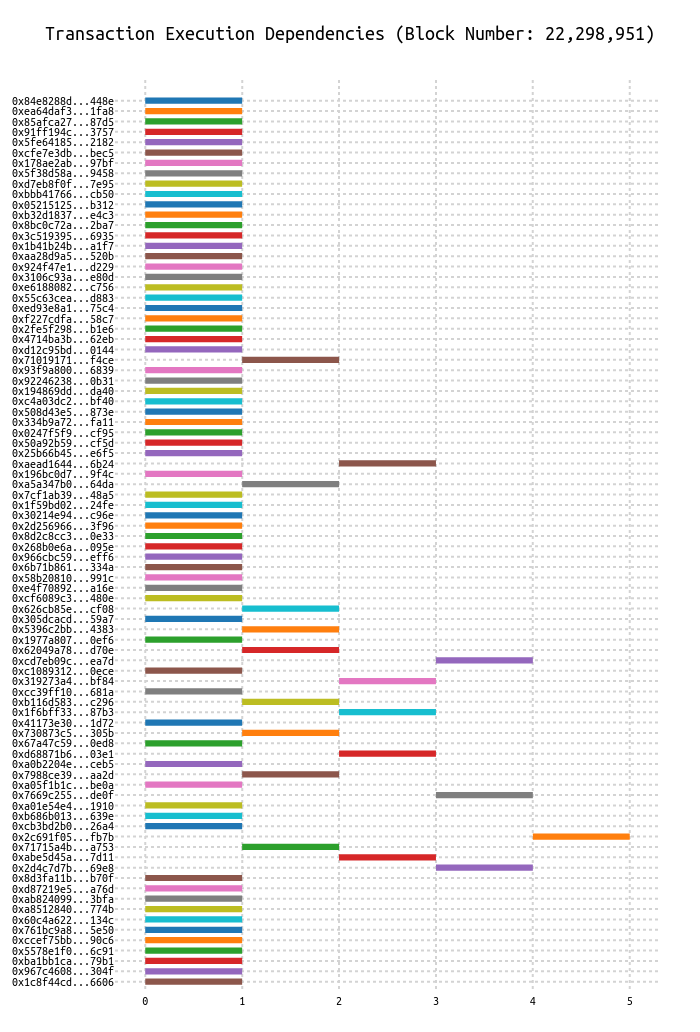 Transaction Execution Dependencies (Block Number: 22,298,951)
0x84e8288d...448e
0xea64daf3...1fa8
0x85afca27...87d5
0x91ff194c...3757
0x5fe64185...2182
0xcfe7e3db...bec5
0x178ae2ab...97bf
0x5f38d58a...9458
0xd7eb8f0f...7e95
0xbbb41766...cb50
0x05215125...b312
0xb32d1837...e4c3
0x8bc0c72a...2ba7
0x3c519395...6935
0x1b41b24b...a1f7
0xaa28d9a5...520b
0x924f47e1...d229
0x3106c93a...e80d
0xe6188082...c756
0x55c63cea...d883
0xed93e8a1...75c4
0xf227cdfa...58c7
0x2fe5f298...b1e6
0x4714ba3b...62eb
0xd12c95bd...0144
0x71019171...f4ce
0x93f9a800...6839
0x92246238...0b31
0x194869dd...da40
0xc4a03dc2...bf40
0x508d43e5...873e
0x334b9a72...fa11
0x0247f5f9...cf95
0x50a92b59...cf5d
0x25b66b45...e6f5
0xaead1644...6b24
0x196bc0d7...9f4c
0xa5a347b0...64da
0x7cf1ab39...48a5
0x1f59bd02...24fe
0x30214e94...c96e
0x2d256966...3f96
0x8d2c8cc3...0e33
0x268b0e6a...095e
0x966cbc59...eff6
0x6b71b861...334a
0x58b20810...991c
0xe4f70892...a16e
0xcf6089c3...480e
0x626cb85e...cf08
0x305dcacd...59a7
0x5396c2bb...4383
0x1977a807...0ef6
0x62049a78...d70e
0xcd7eb09c...ea7d
0xc1089312...0ece
0x319273a4...bf84
0xcc39ff10...681a
0xb116d583...c296
0x1f6bff33...87b3
0x41173e30...1d72
0x730873c5...305b
0x67a47c59...0ed8
0xd68871b6...03e1
0xa0b2204e...ceb5
0x7988ce39...aa2d
0xa05f1b1c...be0a
0x7669c255...de0f
0xa01e54e4...1910
0xb686b013...639e
0xcb3bd2b0...26a4
0x2c691f05...fb7b
0x71715a4b...a753
0xabe5d45a...7d11
0x2d4c7d7b...69e8
0x8d3fa11b...b70f
0xd87219e5...a76d
0xab824099...3bfa
0xa8512840...774b
0x60c4a622...134c
0x761bc9a8...5e50
0xccef75bb...90c6
0x5578e1f0...6c91
0xba1bb1ca...79b1
0x967c4608...304f
0x1c8f44cd...6606
0 1 2 3 4 5